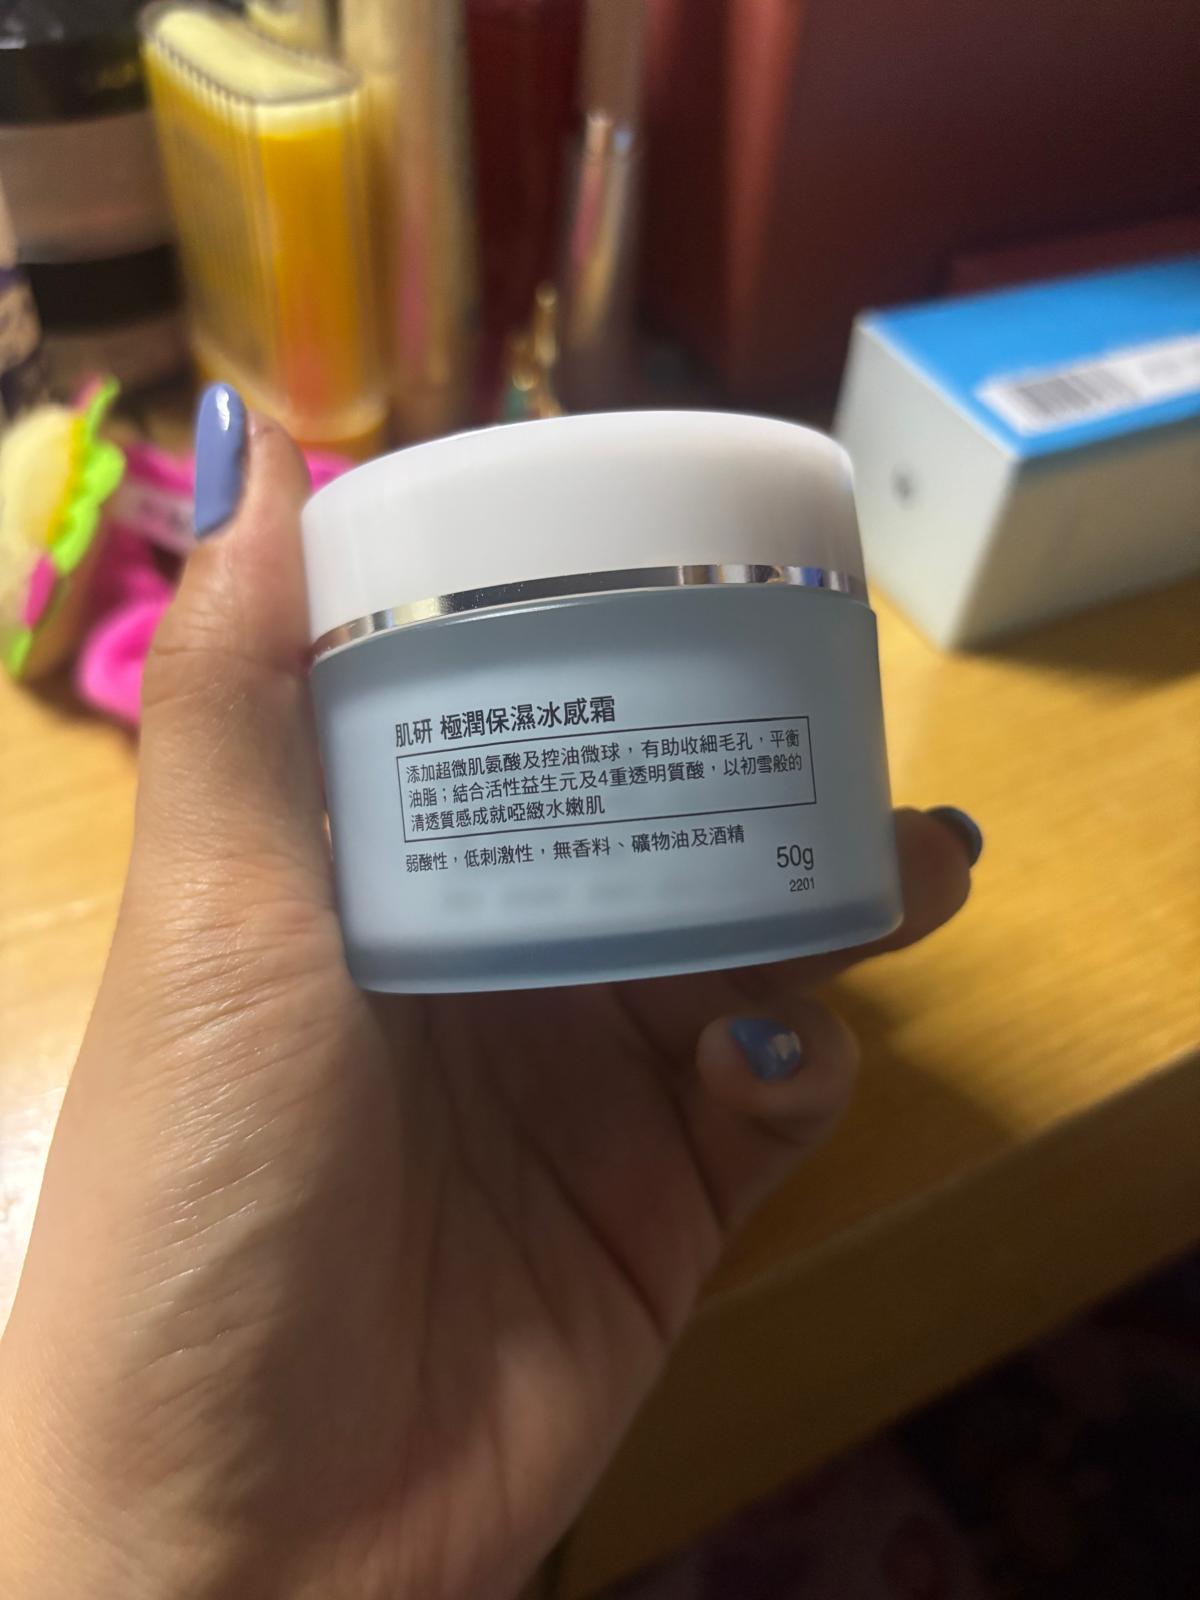 肌研 極潤保濕冰感霜
添加超微肌氨酸及控油微球，有助收細毛孔，平衡
油脂；結合活性益生元及4重透明質酸，以初雪般的
清透質感成就啞緻水嫩肌
弱酸性，低刺激性，無香料、礦物油及酒精
50g
2201